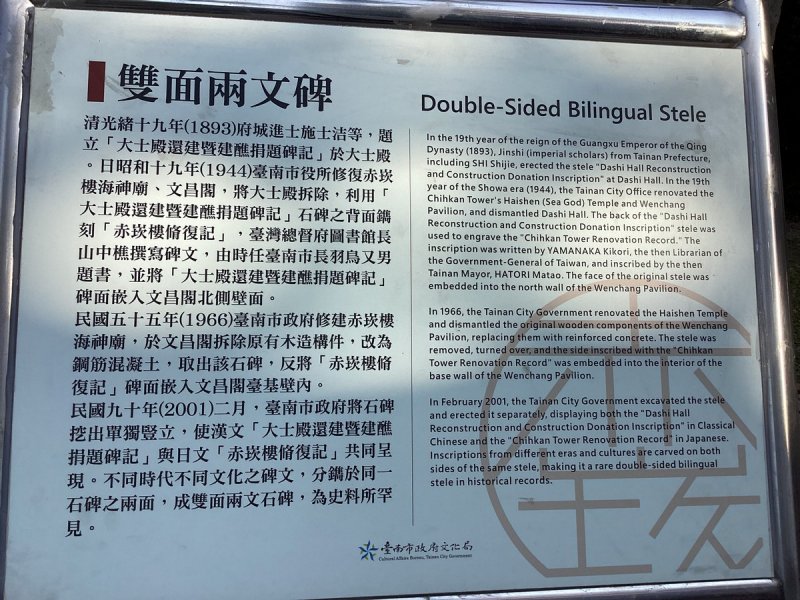 雙面兩文碑
清光緒十九年(1893)府城進士施士洁等，題
立「大士殿還建暨建醮捐題碑記」於大士殿
。日昭和十九年(1944)臺南市役所修復赤崁
樓海神廟、文昌閣，將大士殿拆除，利用「
大士殿還建暨建醮捐題碑記」石碑之背面鐫
刻「赤崁樓脩復記」，臺灣總督府圖書館長
山中樵撰寫碑文，由時任臺南市長羽鳥又男
題書，並將「大士殿還建暨建醮捐題碑記」
碑面嵌入文昌閣北側壁面。
民國五十五年(1966)臺南市政府修建赤崁樓
海神廟，於文昌閣拆除原有木造構件，改為
鋼筋混凝土，取出該石碑，反將「赤崁樓脩
復記」碑面嵌入文昌閣臺基壁內。
民國九十年(2001)二月，臺南市政府將石碑
挖出單獨豎立，使漢文「大士殿還建暨建醮
捐題碑記」與日文「赤崁樓脩復記」共同呈
現。不同時代不同文化之碑文，分鐫於同一
石碑之兩面，成雙面兩文石碑，為史料所罕
見。
Double-Sided Bilingual Stele
In the 19th year of the reign of the Guangxu Emperor of the Qing
Dynasty (1893), Jinshi (imperial scholars) from Tainan Prefecture,
including SHI Shijie, erected the stele "Dashi Hall Reconstruction
and Construction Donation Inscription" at Dashi Hall. In the 19th
year of the Showa era (1944), the Tainan City Office renovated the
Chihkan Tower's Haishen (Sea God) Temple and Wenchang
Pavilion, and dismantled Dashi Hall. The back of the "Dashi Hall
Reconstruction and Construction Donation Inscription" stele was
used to engrave the "Chihkan Tower Renovation Record." The
inscription was written by YAMANAKA Kikori, the then Librarian of
the Government-General of Taiwan, and inscribed by the then
Tainan Mayor, HATORI Matao. The face of the original stele was
embedded into the north wall of the Wenchang Pavilion.
In 1966, the Tainan City Government renovated the Haishen Temple
and dismantled the original wooden components of the Wenchang
Pavilion, replacing them with reinforced concrete. The stele was
removed, turned over, and the side inscribed with the "Chihkan
Tower Renovation Record" was embedded into the interior of the
base wall of the Wenchang Pavilion.
In February 2001, the Tainan City Government excavated the stele
and erected it separately, displaying both the "Dashi Hall
Reconstruction and Construction Donation Inscription" in Classical
Chinese and the "Chihkan Tower Renovation Record" in Japanese.
Inscriptions from different eras and cultures are carved on both
sides of the same stele, making it a rare double-sided bilingual
stele in historical records.
臺南市政府文化局
Cultural Affairs Bureau, Tainan City Government